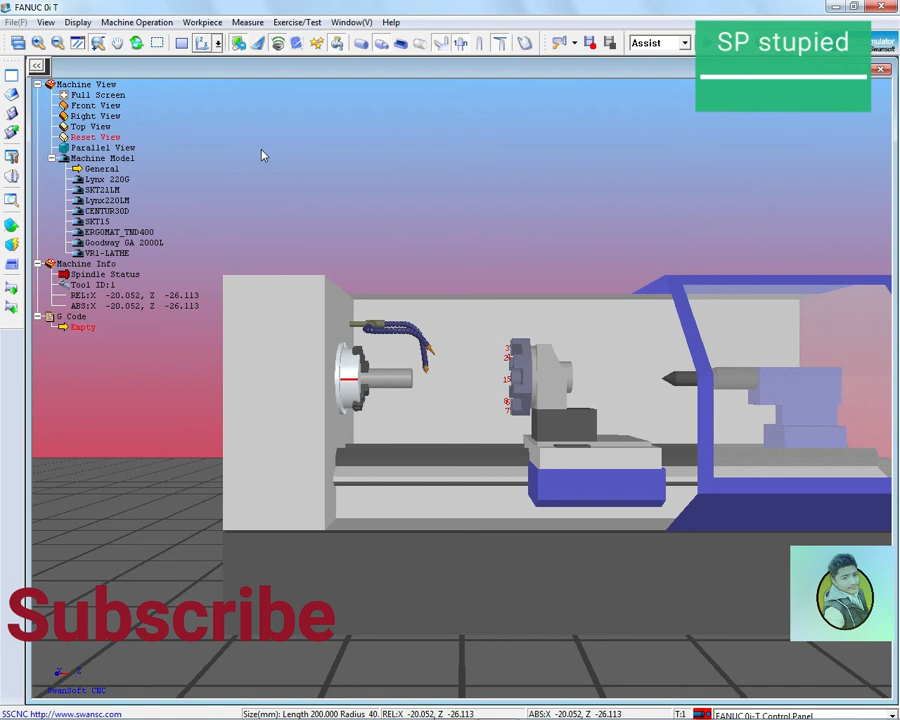 FANUC 0i T
File(F) View Display Machine Operation Workpiece Measure Exercise/Test Window(V) Help
Assist
SP stupied
Swansoft
<<
Machine View
Full Screen
Front View
Right View
Top View
Reset View
Parallel View
Machine Model
General
Lynx 220G
SKT21LM
Lynx220LM
CENTUR30D
SKT15
ERGOMAT_TND400
Goodway GA 2000L
VR1-LATHE
Machine Info
Spindle Status
Tool ID:1
REL:X -20.052, Z -26.113
ABS:X -20.052, Z -26.113
G Code
Empty
Subscribe
SwanSoft CNC
SSCNC http://www.swansc.com Size(mm): Length 200.000 Radius 40. REL:X -20.052, Z -26.113 ABS:X -20.052, Z -26.113 T:1 FANUC 0i-T Control Panel